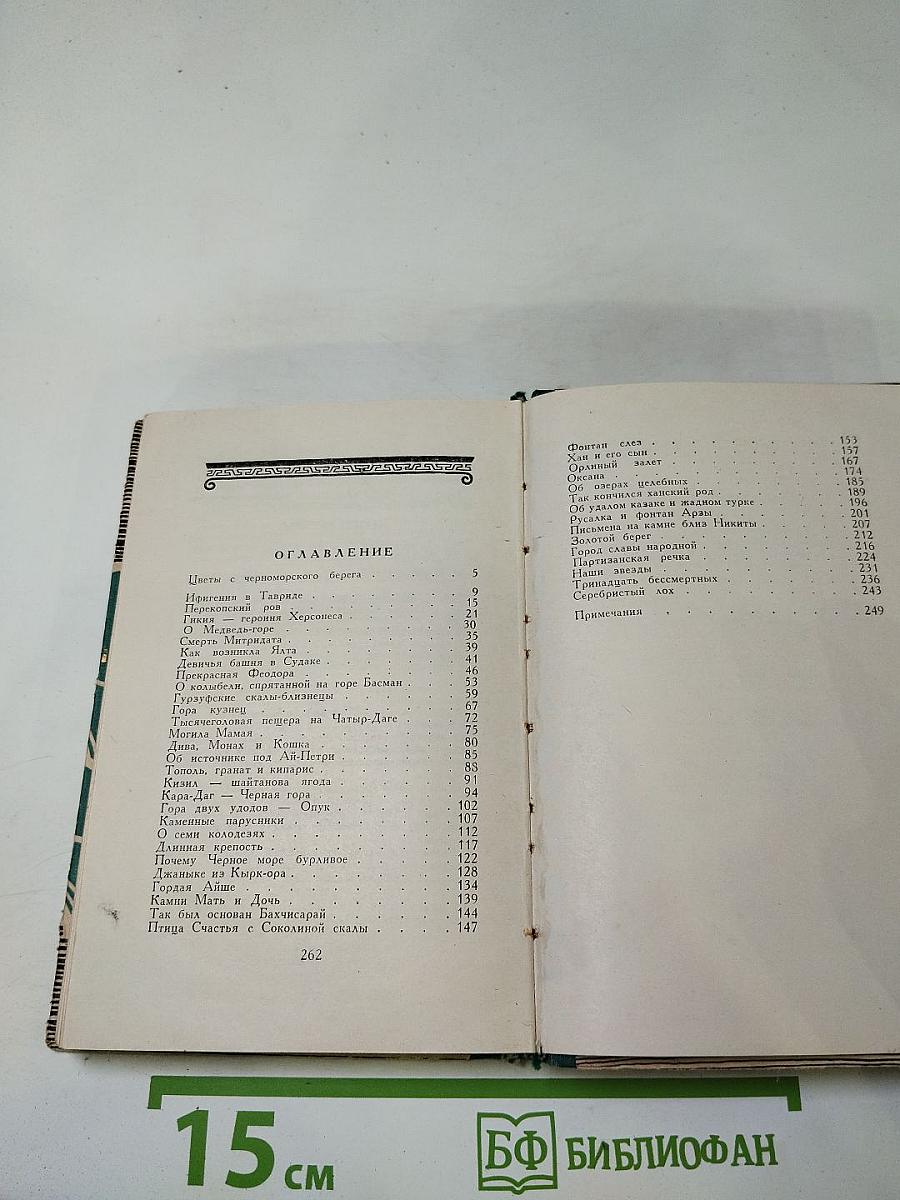 ОГЛАВЛЕНИЕ
Цветы с черноморского берега . . . . . 5
Ифигения в Тавриде . . . . . . . 9
Перекопский ров . . . . . . . . 15
Гикия — героиня Херсонеса . . . . . 21
О Медведь-горе . . . . . . . . 30
Смерть Митридата . . . . . . . 35
Как возникла Ялта . . . . . . . 39
Девичья башня в Судаке . . . . . . 41
Прекрасная Феодора . . . . . . . 46
О колыбели, спрятанной на горе Басман . . . 53
Гурзуфские скалы-близнецы . . . . . 59
Гора кузнец . . . . . . . . . 67
Тысячеголовая пещера на Чатыр-Даге . . . 72
Могила Мамая . . . . . . . . . 75
Дива, Монах и Кошка . . . . . . . 80
Об источнике под Ай-Петри . . . . . 85
Тополь, гранат и кипарис . . . . . . 88
Кизил — шайтанова ягода . . . . . . 91
Кара-Даг — Черная гора . . . . . . 94
Гора двух удодов — Опук . . . . . . 102
Каменные парусники . . . . . . . 107
О семи колодезях . . . . . . . . 112
Длинная крепость . . . . . . . . 117
Почему Черное море бурливое . . . . . 122
Джаныке из Кырк-ора . . . . . . . 128
Гордая Айше . . . . . . . . . 134
Камни Мать и Дочь . . . . . . . 139
Так был основан Бахчисарай . . . . . 144
Птица Счастья с Соколиной скалы . . . . 147
262
Фонтан слез . . . . . . . . . 153
Хан и его сын . . . . . . . . 157
Орлиный залет . . . . . . . . 167
Оксана . . . . . . . . . . 174
Об озерах целебных . . . . . . . 185
Так кончился ханский род . . . . . . 189
Об удалом казаке и жадном турке . . . . 196
Русалка и фонтан Арзы . . . . . . 201
Письмена на камне близ Никиты . . . . 207
Золотой берег . . . . . . . . 212
Город славы народной . . . . . . . 216
Партизанская речка . . . . . . . 224
Наши звезды . . . . . . . . . 231
Тринадцать бессмертных . . . . . . 236
Серебристый лох . . . . . . . . 243
Примечания . . . . . . . . . 249
15 см
БФ БИБЛИОФАН